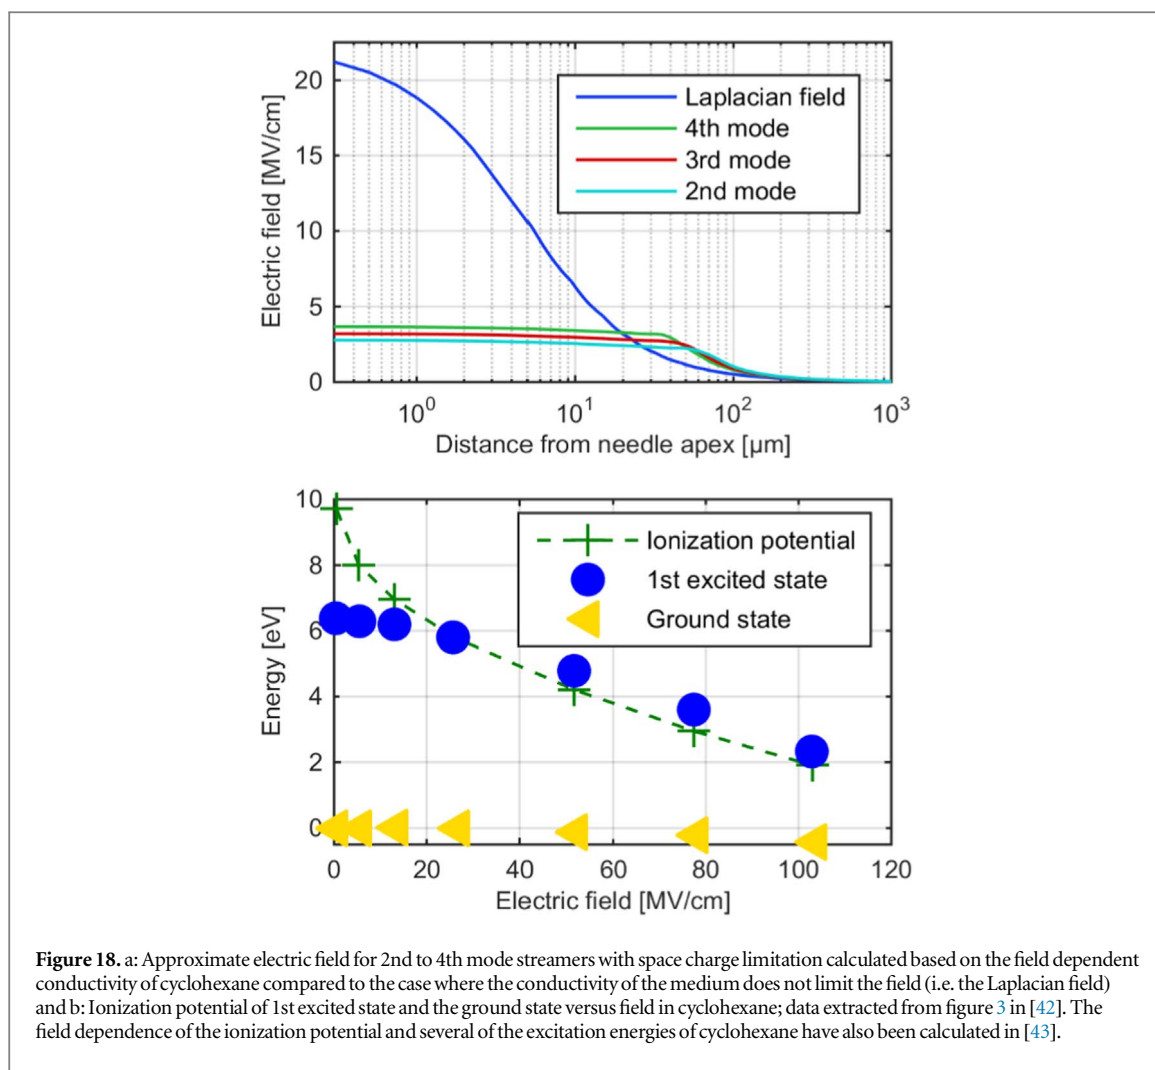 20
15
10
5
0
Electric field [MV/cm]
Laplacian field
4th mode
3rd mode
2nd mode
10^0 10^1 10^2 10^3
Distance from needle apex [µm]
10
8
6
4
2
0
Energy [eV]
Ionization potential
1st excited state
Ground state
0 20 40 60 80 100 120
Electric field [MV/cm]
Figure 18. a: Approximate electric field for 2nd to 4th mode streamers with space charge limitation calculated based on the field dependent
conductivity of cyclohexane compared to the case where the conductivity of the medium does not limit the field (i.e. the Laplacian field)
and b: Ionization potential of 1st excited state and the ground state versus field in cyclohexane; data extracted from figure 3 in [42]. The
field dependence of the ionization potential and several of the excitation energies of cyclohexane have also been calculated in [43].